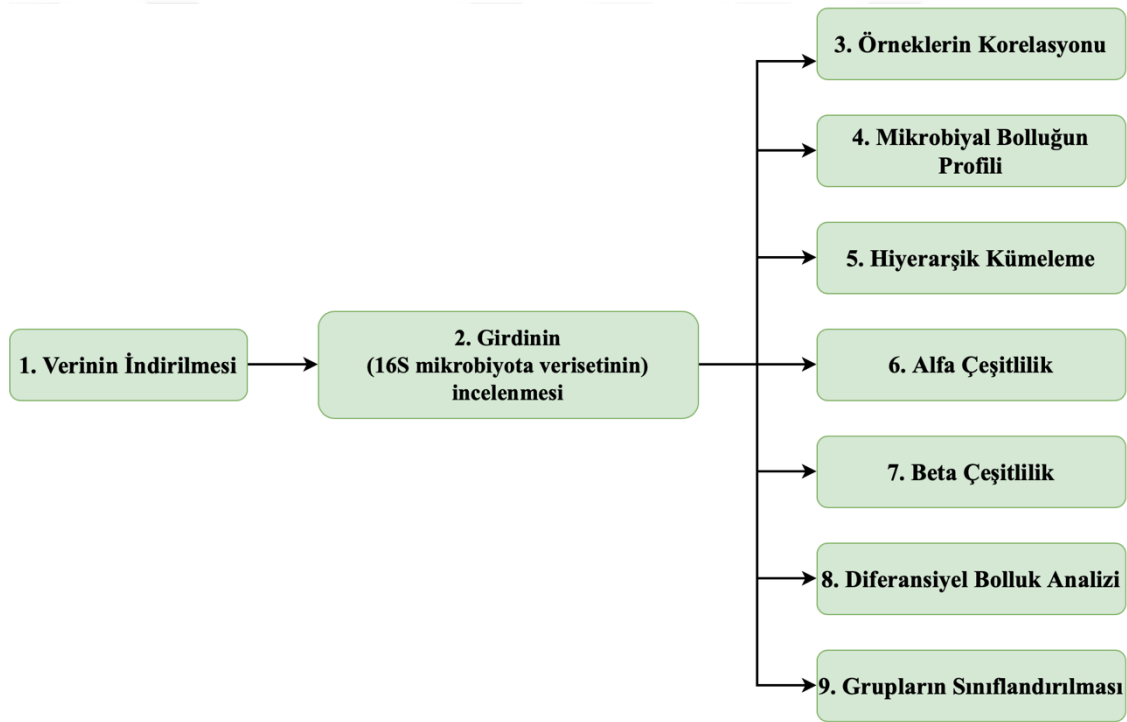 1. Verinin İndirilmesi
2. Girdinin
(16S mikrobiyota verisetinin)
incelenmesi
3. Örneklerin Korelasyonu
4. Mikrobiyal Bolluğun
Profili
5. Hiyerarşik Kümeleme
6. Alfa Çeşitlilik
7. Beta Çeşitlilik
8. Diferansiyel Bolluk Analizi
9. Grupların Sınıflandırılması